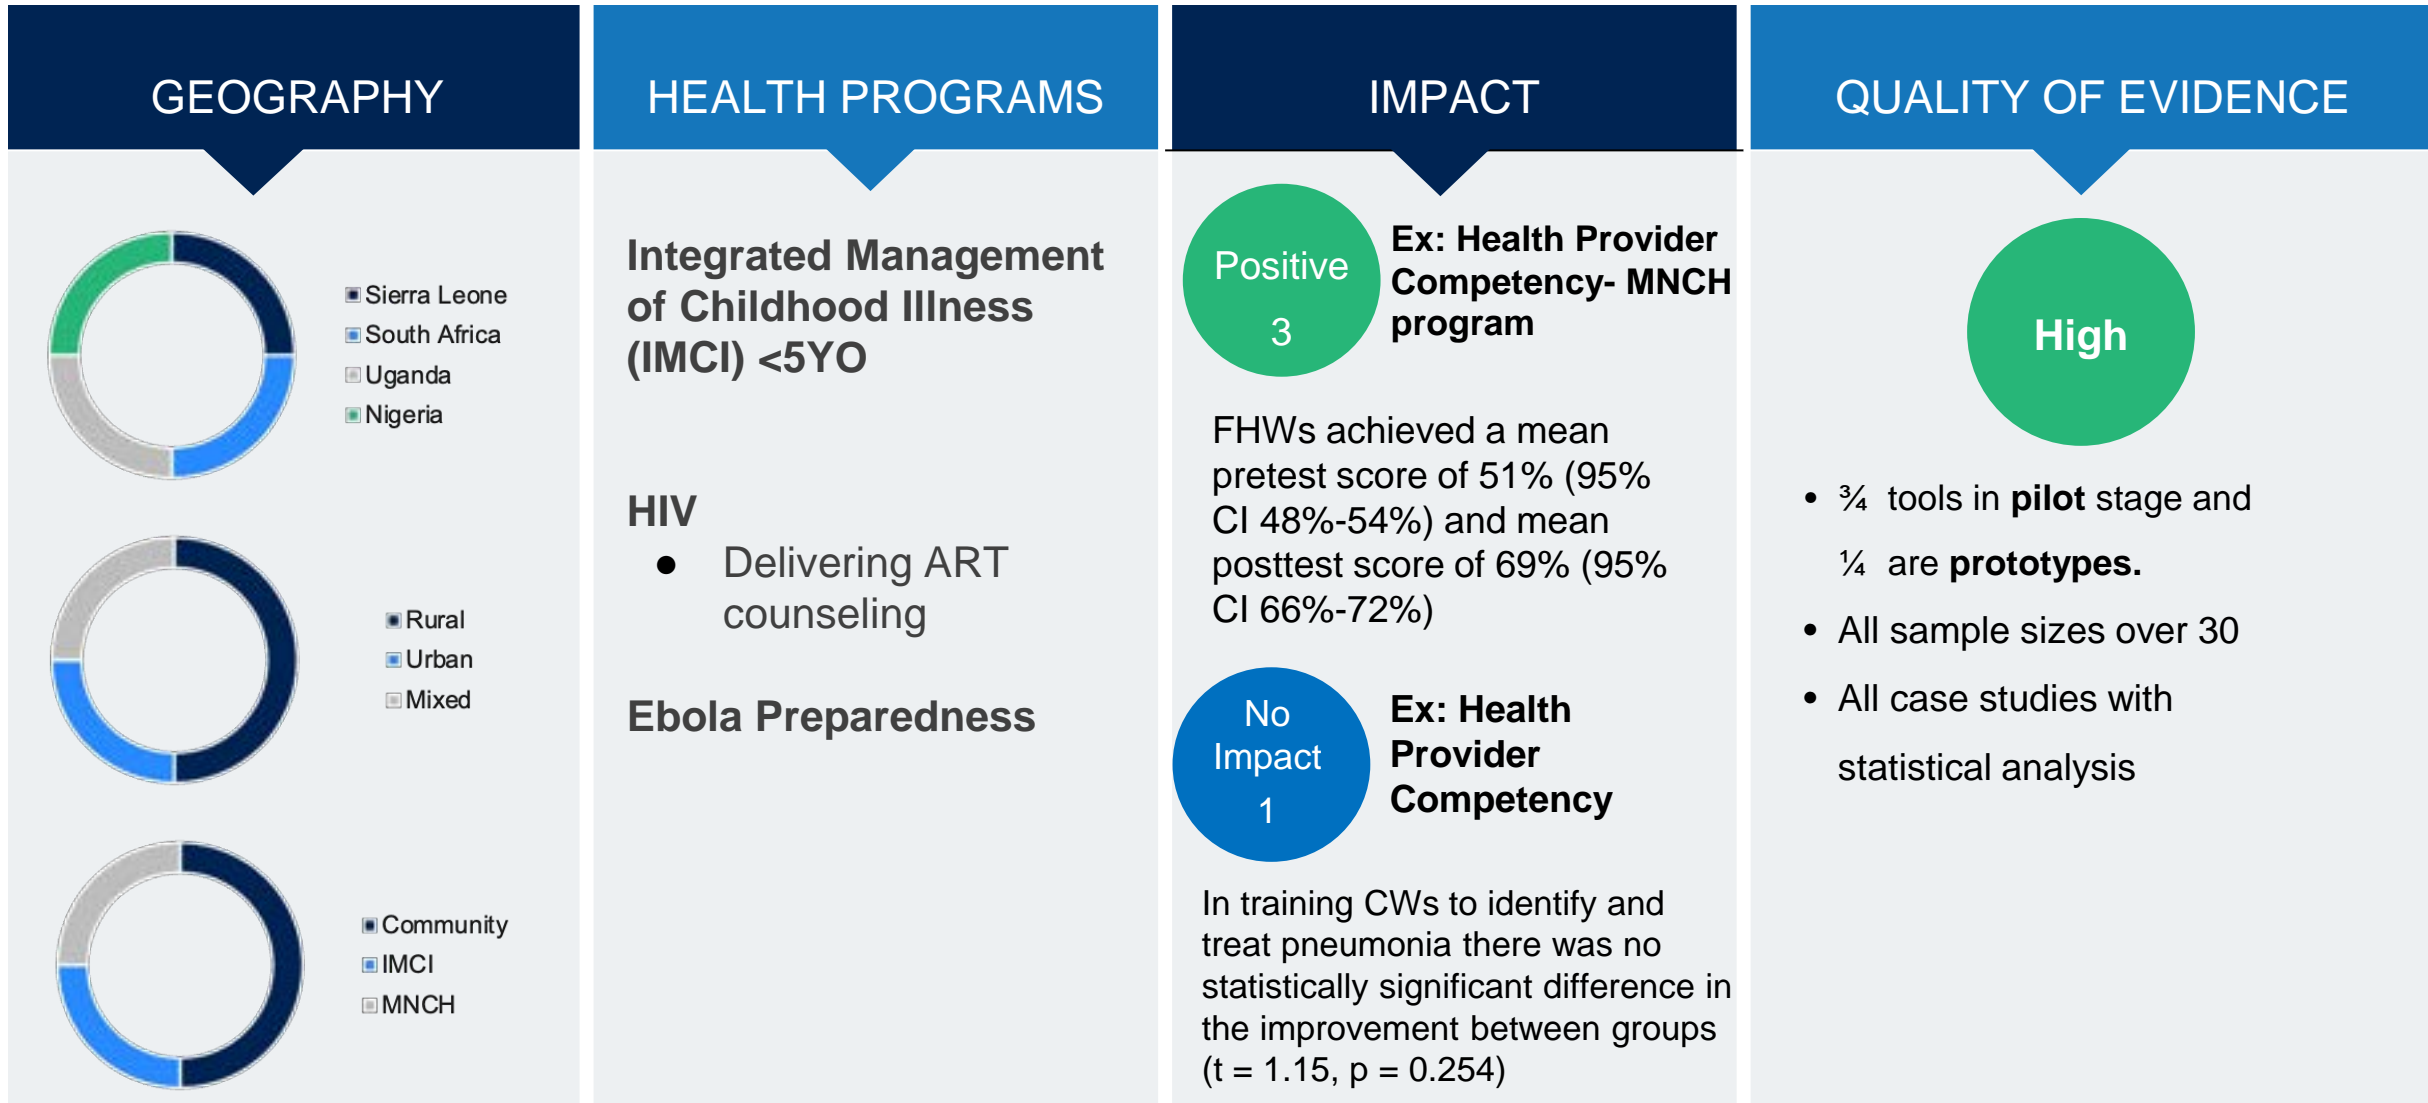 GEOGRAPHY
Sierra Leone
South Africa
Uganda
Nigeria
Rural
Urban
Mixed
Community
IMCI
MNCH
HEALTH PROGRAMS
Integrated Management
of Childhood Illness
(IMCI) <5YO
HIV
● Delivering ART
counseling
Ebola Preparedness
IMPACT
Positive
3
Ex: Health Provider
Competency- MNCH
program
FHWs achieved a mean
pretest score of 51% (95%
CI 48%-54%) and mean
posttest score of 69% (95%
CI 66%-72%)
No
Impact
1
Ex: Health
Provider
Competency
In training CWs to identify and
treat pneumonia there was no
statistically significant difference in
the improvement between groups
(t = 1.15, p = 0.254)
QUALITY OF EVIDENCE
High
• ¾ tools in pilot stage and
¼ are prototypes.
• All sample sizes over 30
• All case studies with
statistical analysis